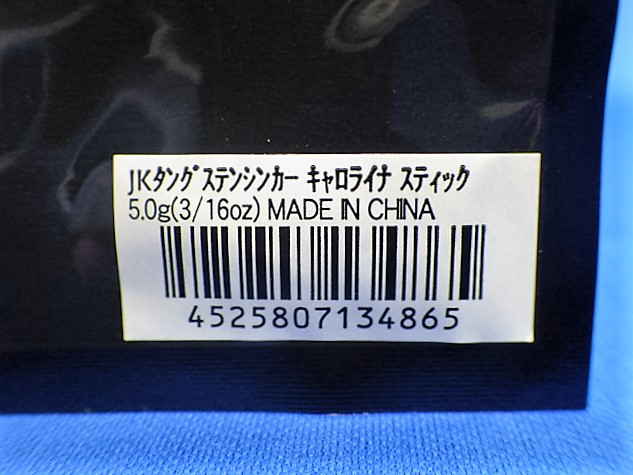 JKﾀﾝｸﾞｽﾃﾝｼﾝｶｰ ｷｬﾛﾗｲﾅ ｽﾃｨｯｸ
5.0g(3/16oz) MADE IN CHINA
4525807134865